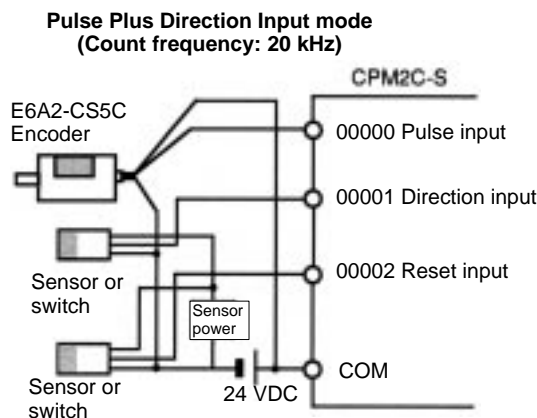 Pulse Plus Direction Input mode
(Count frequency: 20 kHz)
CPM2C-S
E6A2-CS5C
Encoder
00000 Pulse input
00001 Direction input
Sensor or
switch
00002 Reset input
Sensor
power
COM
24 VDC
Sensor or
switch